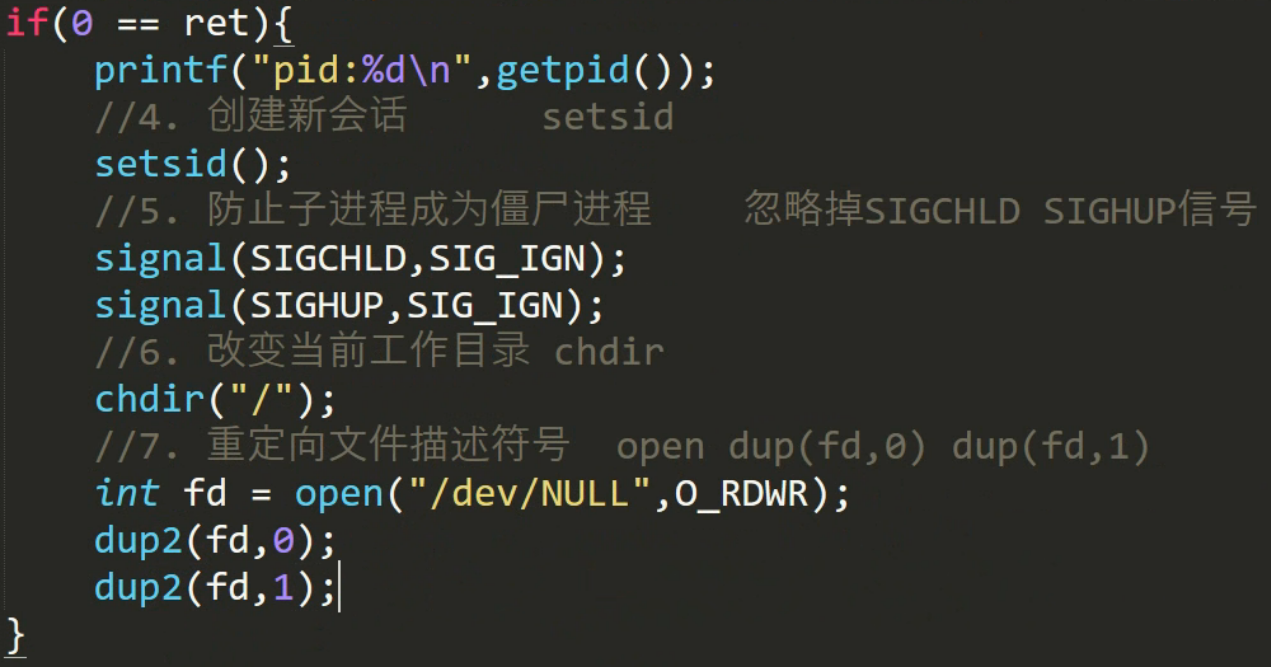 if(0 == ret){
    printf("pid:%d\n",getpid());
    //4. 创建新会话      setsid
    setsid();
    //5. 防止子进程成为僵尸进程    忽略掉SIGCHLD SIGHUP信号
    signal(SIGCHLD,SIG_IGN);
    signal(SIGHUP,SIG_IGN);
    //6. 改变当前工作目录 chdir
    chdir("/");
    //7. 重定向文件描述符号  open dup(fd,0) dup(fd,1)
    int fd = open("/dev/NULL",O_RDWR);
    dup2(fd,0);
    dup2(fd,1);
}